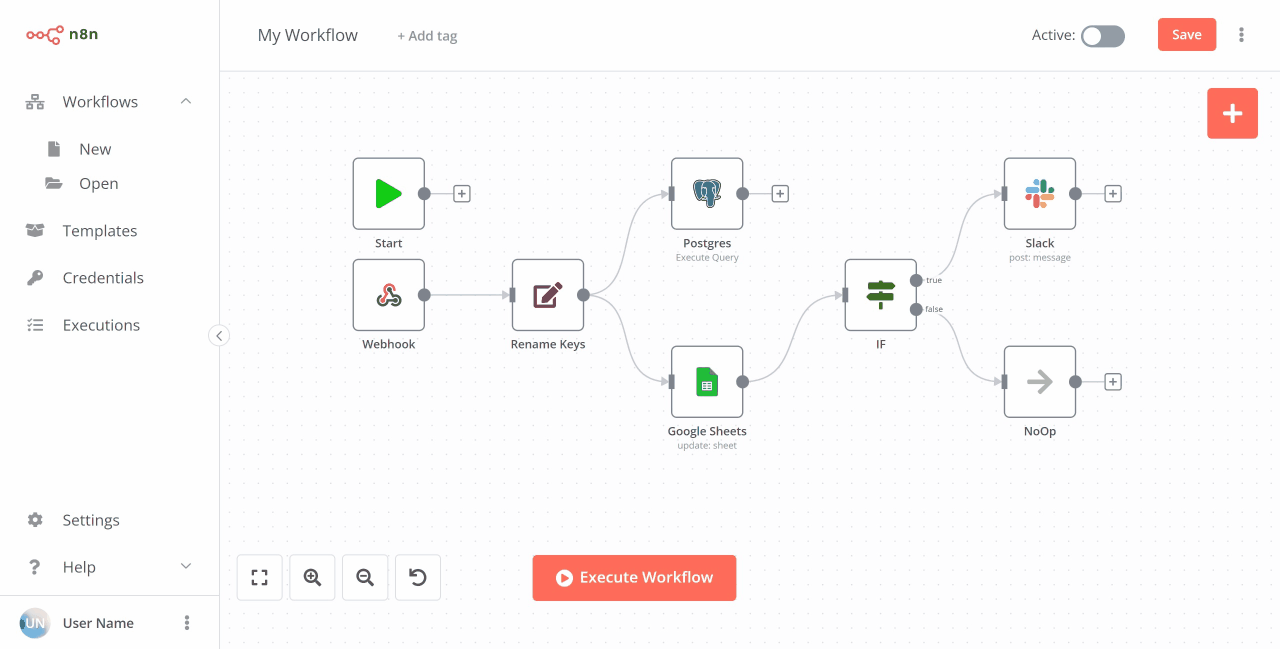 n8n
My Workflow
+ Add tag
Active:
Save
Workflows
New
Open
Templates
Credentials
Executions
Start
Postgres
Execute Query
Slack
post: message
Webhook
Rename Keys
true
false
IF
Google Sheets
update: sheet
NoOp
Settings
Help
Execute Workflow
UN
User Name